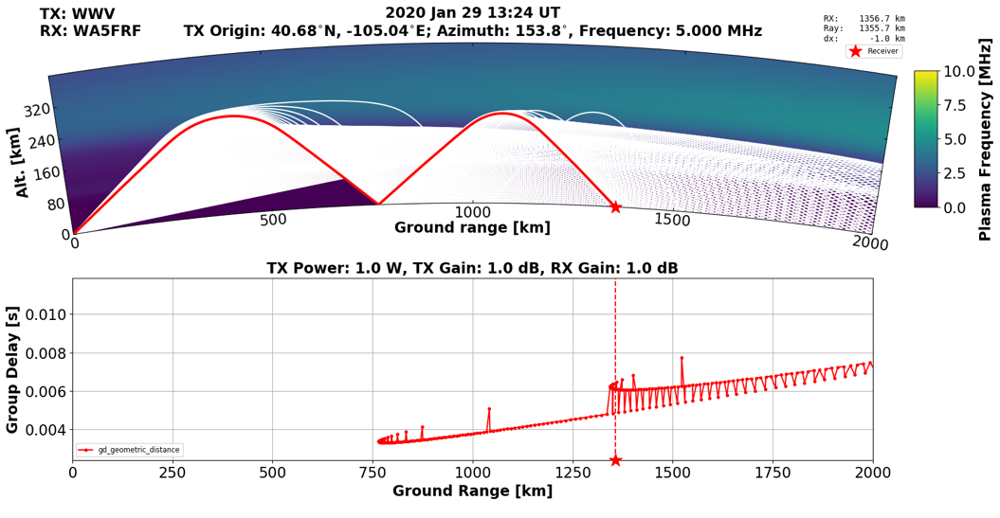 TX: WWV
RX: WA5FRF
2020 Jan 29 13:24 UT
TX Origin: 40.68°N, -105.04°E; Azimuth: 153.8°, Frequency: 5.000 MHz
RX: 1356.7 km
Ray: 1355.7 km
dx: -1.0 km
Receiver
Alt. [km]
320
240
160
80
0
0
500
1000
1500
2000
Ground range [km]
10.0
7.5
5.0
2.5
0.0
Plasma Frequency [MHz]
TX Power: 1.0 W, TX Gain: 1.0 dB, RX Gain: 1.0 dB
Group Delay [s]
0.010
0.008
0.006
0.004
gd_geometric_distance
0
250
500
750
1000
1250
1500
1750
2000
Ground Range [km]